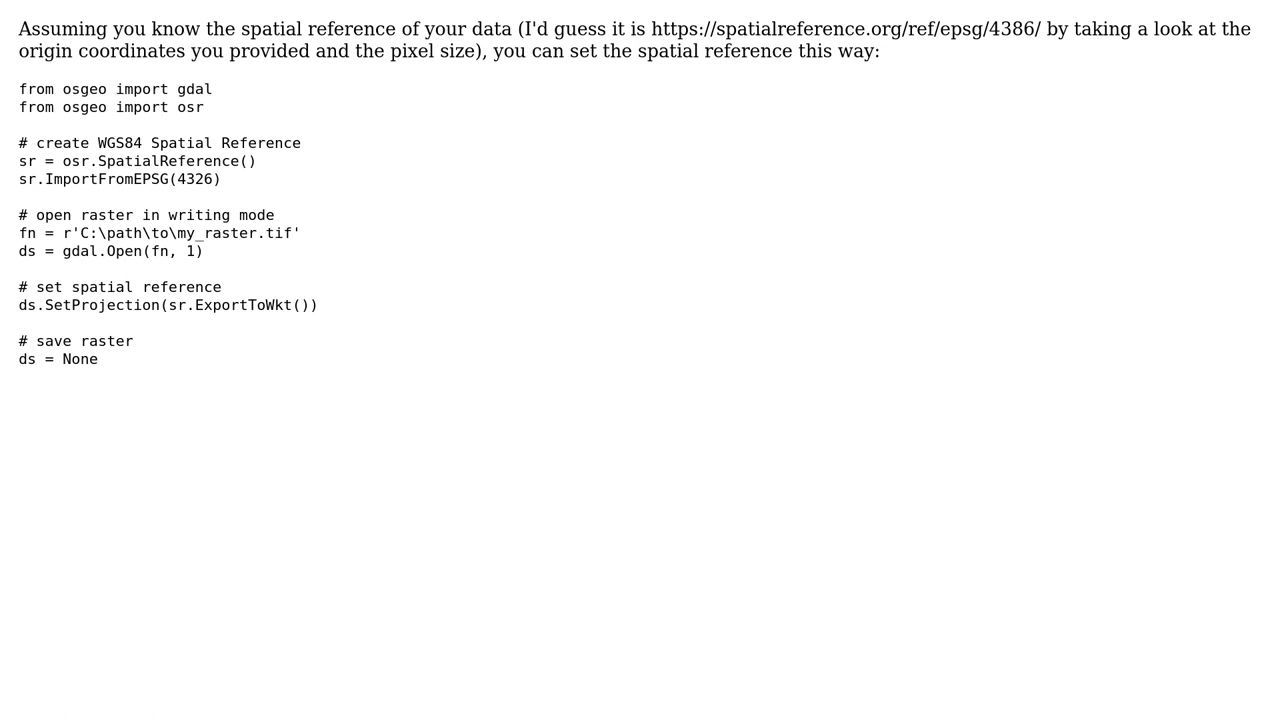 Assuming you know the spatial reference of your data (I'd guess it is https://spatialreference.org/ref/epsg/4386/ by taking a look at the
origin coordinates you provided and the pixel size), you can set the spatial reference this way:
from osgeo import gdal
from osgeo import osr
# create WGS84 Spatial Reference
sr = osr.SpatialReference()
sr.ImportFromEPSG(4326)
# open raster in writing mode
fn = r'C:\path\to\my_raster.tif'
ds = gdal.Open(fn, 1)
# set spatial reference
ds.SetProjection(sr.ExportToWkt())
# save raster
ds = None